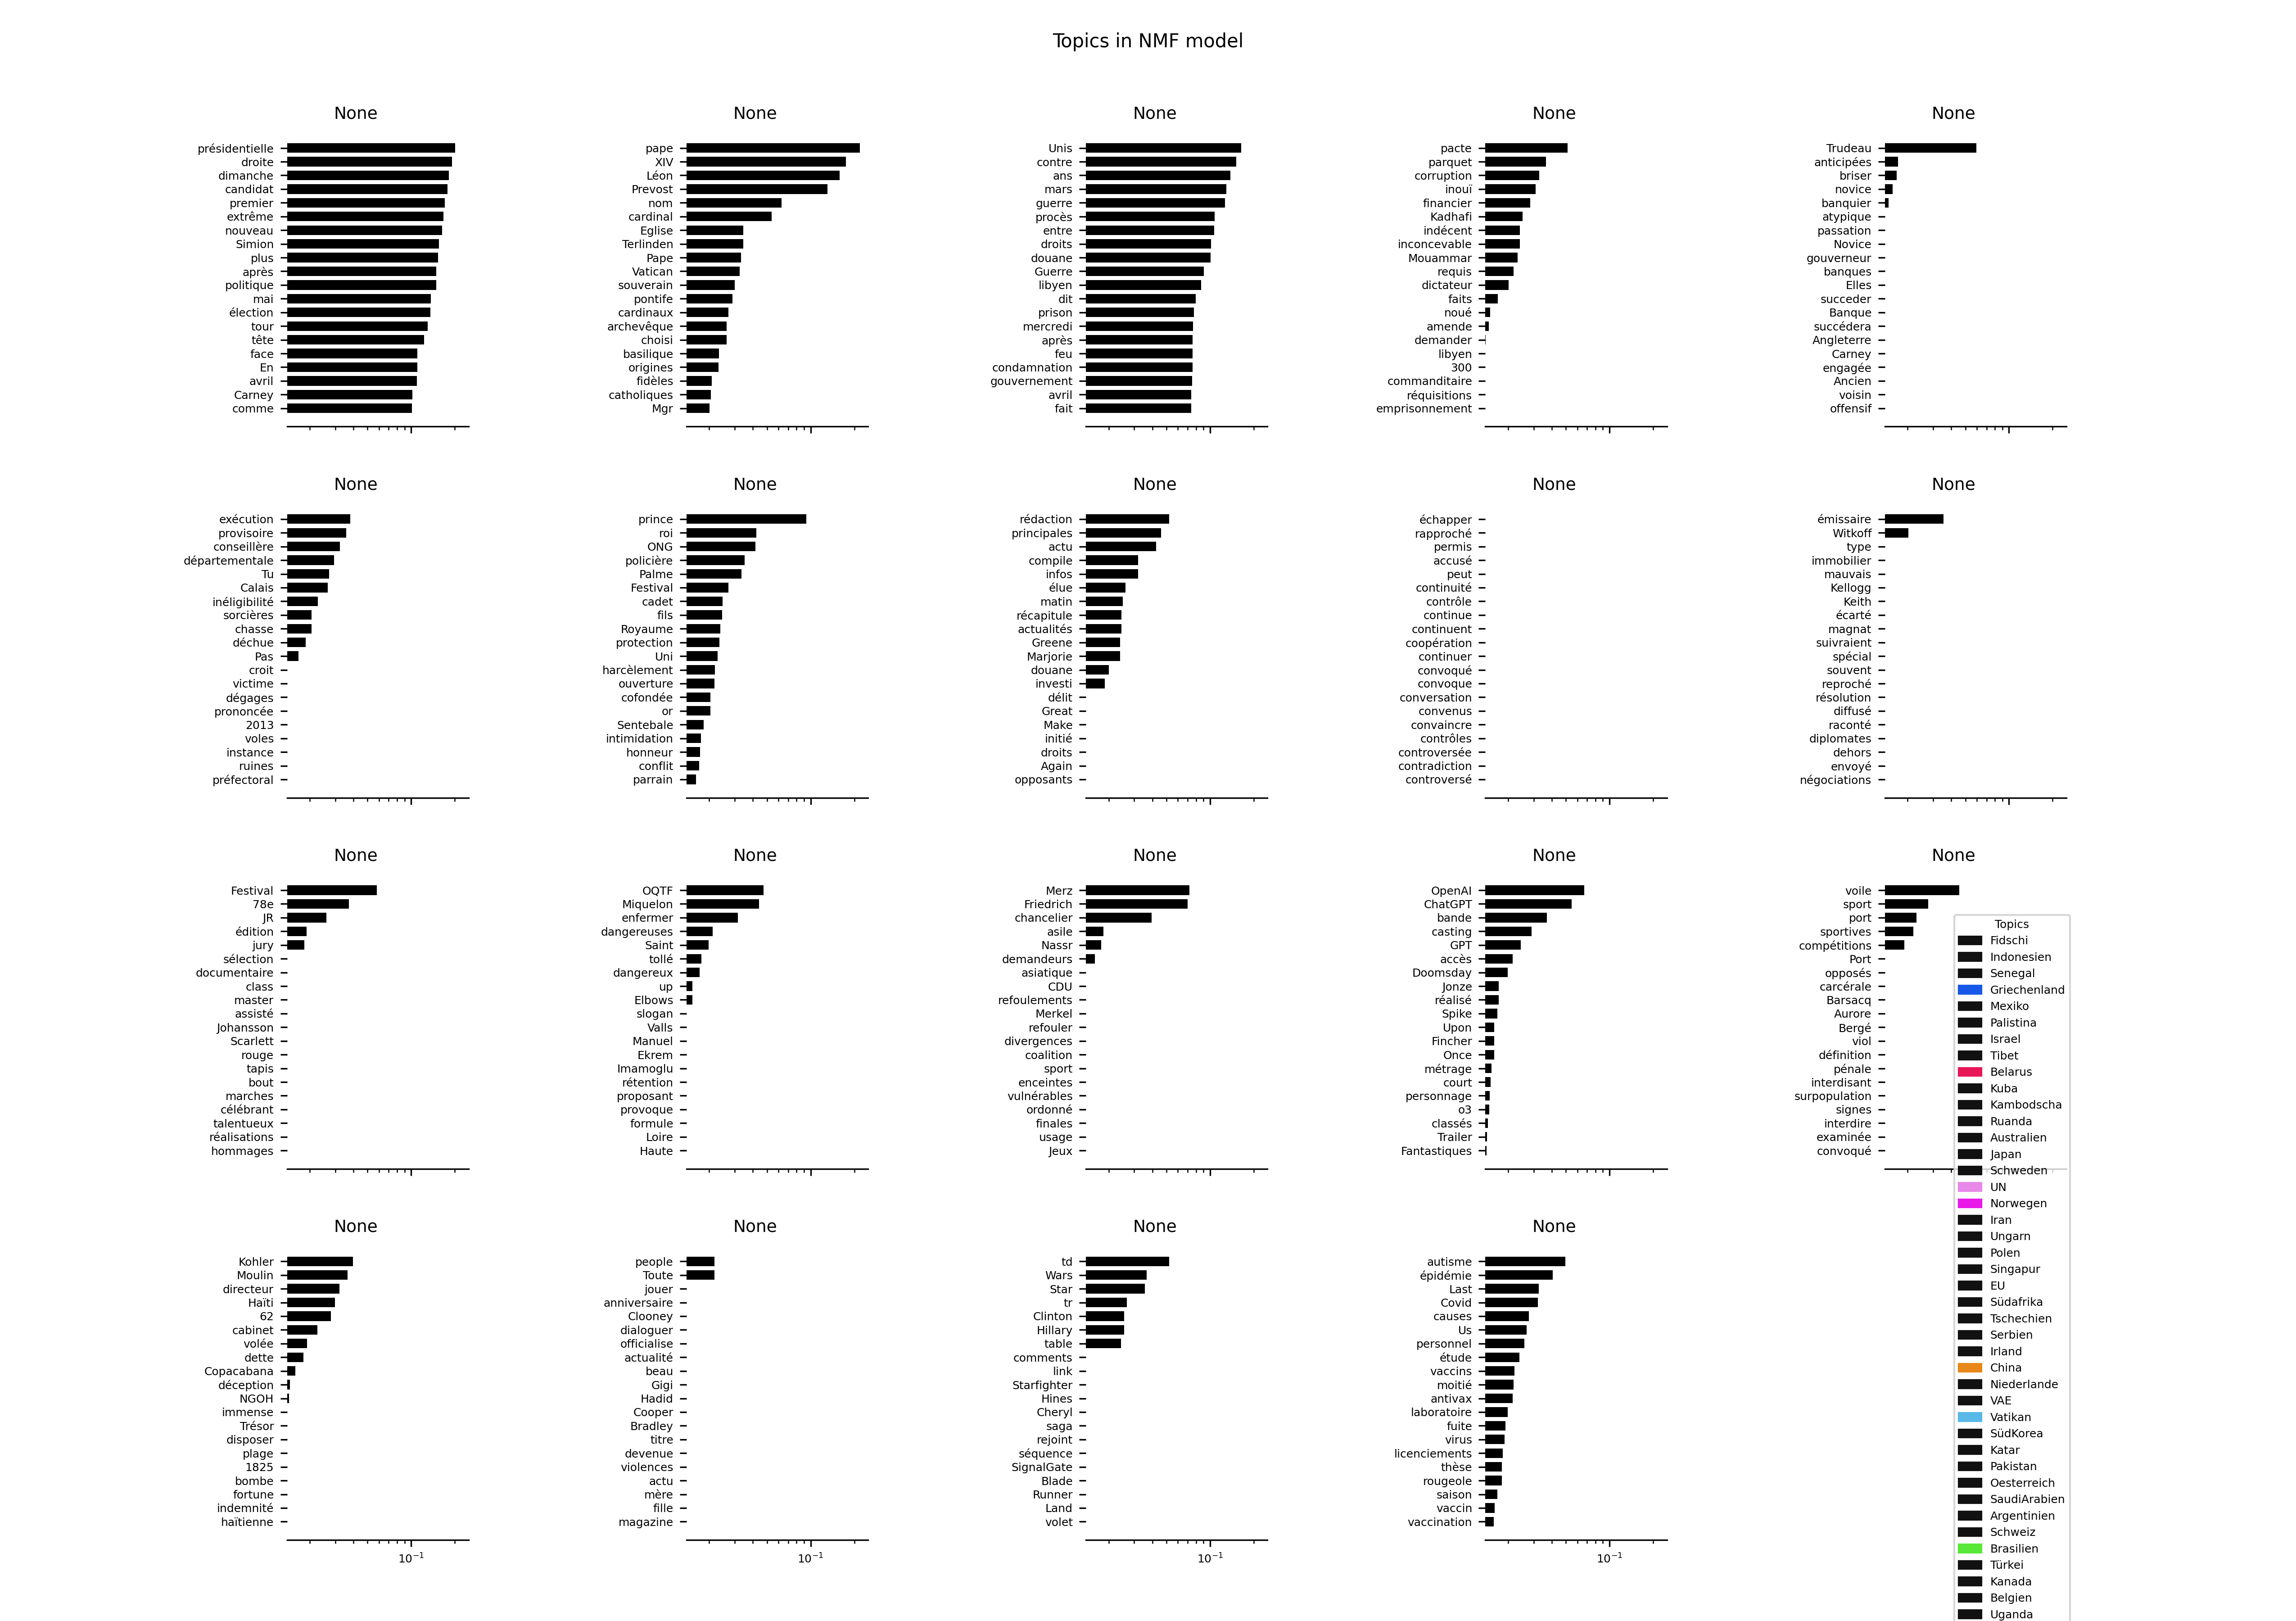 Topics in NMF model
None
présidentielle
droite
dimanche
candidat
premier
extrême
nouveau
Simion
plus
après
politique
mai
élection
tour
tête
face
En
avril
Carney
comme
None
pape
XIV
Léon
Prevost
nom
cardinal
Eglise
Terlinden
Pape
Vatican
souverain
pontife
cardinaux
archevêque
choisi
basilique
origines
fidèles
catholiques
Mgr
None
Unis
contre
ans
mars
guerre
procès
entre
droits
douane
Guerre
libyen
dit
prison
mercredi
après
feu
condamnation
gouvernement
avril
fait
None
pacte
parquet
corruption
inouï
financier
Kadhafi
indécent
inconcevable
Mouammar
requis
dictateur
faits
noué
amende
demander
libyen
300
commanditaire
réquisitions
emprisonnement
None
Trudeau
anticipées
briser
novice
banquier
atypique
passation
Novice
gouverneur
banques
Elles
succeder
Banque
succédera
Angleterre
Carney
engagée
Ancien
voisin
offensif
None
exécution
provisoire
conseillère
départementale
Tu
Calais
inéligibilité
sorcières
chasse
déchue
Pas
croit
victime
dégages
prononcée
2013
voles
instance
ruines
préfectoral
None
prince
roi
ONG
policière
Palme
Festival
cadet
fils
Royaume
protection
Uni
harcèlement
ouverture
cofondée
or
Sentebale
intimidation
honneur
conflit
parrain
None
rédaction
principales
actu
compile
infos
élue
matin
récapitule
actualités
Greene
Marjorie
douane
investi
délit
Great
Make
initié
droits
Again
opposants
None
échapper
rapproché
permis
accusé
peut
continuité
contrôle
continue
continuent
coopération
continuer
convoqué
convoque
conversation
convenus
convaincre
contrôles
controversée
contradiction
controversé
None
émissaire
Witkoff
type
immobilier
mauvais
Kellogg
Keith
écarté
magnat
suivraient
spécial
souvent
reproché
résolution
diffusé
raconté
diplomates
dehors
envoyé
négociations
None
Festival
78e
JR
édition
jury
sélection
documentaire
class
master
assisté
Johansson
Scarlett
rouge
tapis
bout
marches
célébrant
talentueux
réalisations
hommages
None
OQTF
Miquelon
enfermer
dangereuses
Saint
tollé
dangereux
up
Elbows
slogan
Valls
Manuel
Ekrem
Imamoglu
rétention
proposant
provoque
formule
Loire
Haute
None
Merz
Friedrich
chancelier
asile
Nassr
demandeurs
asiatique
CDU
refoulements
Merkel
refouler
divergences
coalition
sport
enceintes
vulnérables
ordonné
finales
usage
Jeux
None
OpenAI
ChatGPT
bande
casting
GPT
accès
Doomsday
Jonze
réalisé
Spike
Upon
Fincher
Once
métrage
court
personnage
o3
classés
Trailer
Fantastiques
None
voile
sport
port
sportives
compétitions
Port
opposés
carcérale
Barsacq
Aurore
Bergé
viol
définition
pénale
interdisant
surpopulation
signes
interdire
examinée
convoqué
None
Kohler
Moulin
directeur
Haïti
62
cabinet
volée
dette
Copacabana
déception
NGOH
immense
Trésor
disposer
plage
1825
bombe
fortune
indemnité
haïtienne
10⁻¹
None
people
Toute
jouer
anniversaire
Clooney
dialoguer
officialise
actualité
beau
Gigi
Hadid
Cooper
Bradley
titre
devenue
violences
actu
mère
fille
magazine
10⁻¹
None
td
Wars
Star
tr
Clinton
Hillary
table
comments
link
Starfighter
Hines
Cheryl
saga
rejoint
séquence
SignalGate
Blade
Runner
Land
volet
10⁻¹
None
autisme
épidémie
Last
Covid
causes
Us
personnel
étude
vaccins
moitié
antivax
laboratoire
fuite
virus
licenciements
thèse
rougeole
saison
vaccin
vaccination
10⁻¹
Topics
Fidschi
Indonesien
Senegal
Griechenland
Mexiko
Palistina
Israel
Tibet
Belarus
Kuba
Kambodscha
Ruanda
Australien
Japan
Schweden
UN
Norwegen
Iran
Ungarn
Polen
Singapur
EU
Südafrika
Tschechien
Serbien
Irland
China
Niederlande
VAE
Vatikan
SüdKorea
Katar
Pakistan
Oesterreich
SaudiArabien
Argentinien
Schweiz
Brasilien
Türkei
Kanada
Belgien
Uganda